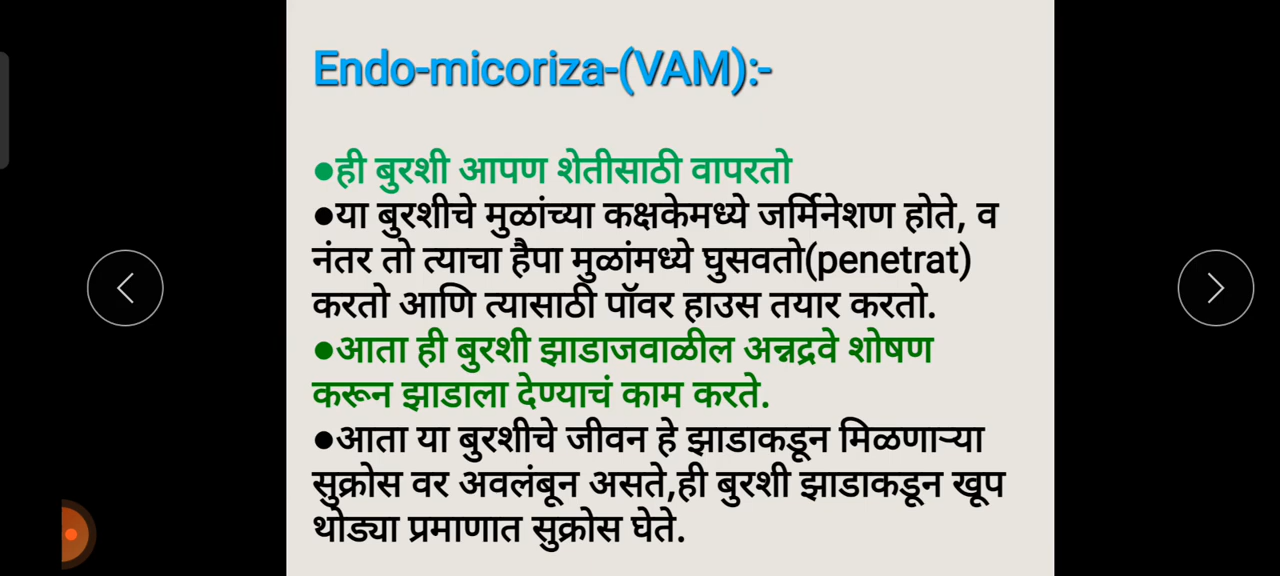 Endo-micoriza-(VAM):-
●ही बुरशी आपण शेतीसाठी वापरतो
●या बुरशीचे मुळांच्या कक्षकेमध्ये जर्मिनेशण होते, व
नंतर तो त्याचा हैपा मुळांमध्ये घुसवतो(penetrat)
करतो आणि त्यासाठी पॉवर हाउस तयार करतो.
●आता ही बुरशी झाडाजवाळील अन्नद्रवे शोषण
करून झाडाला देण्याचं काम करते.
●आता या बुरशीचे जीवन हे झाडाकडून मिळणाऱ्या
सुक्रोस वर अवलंबून असते,ही बुरशी झाडाकडून खूप
थोड्या प्रमाणात सुक्रोस घेते.